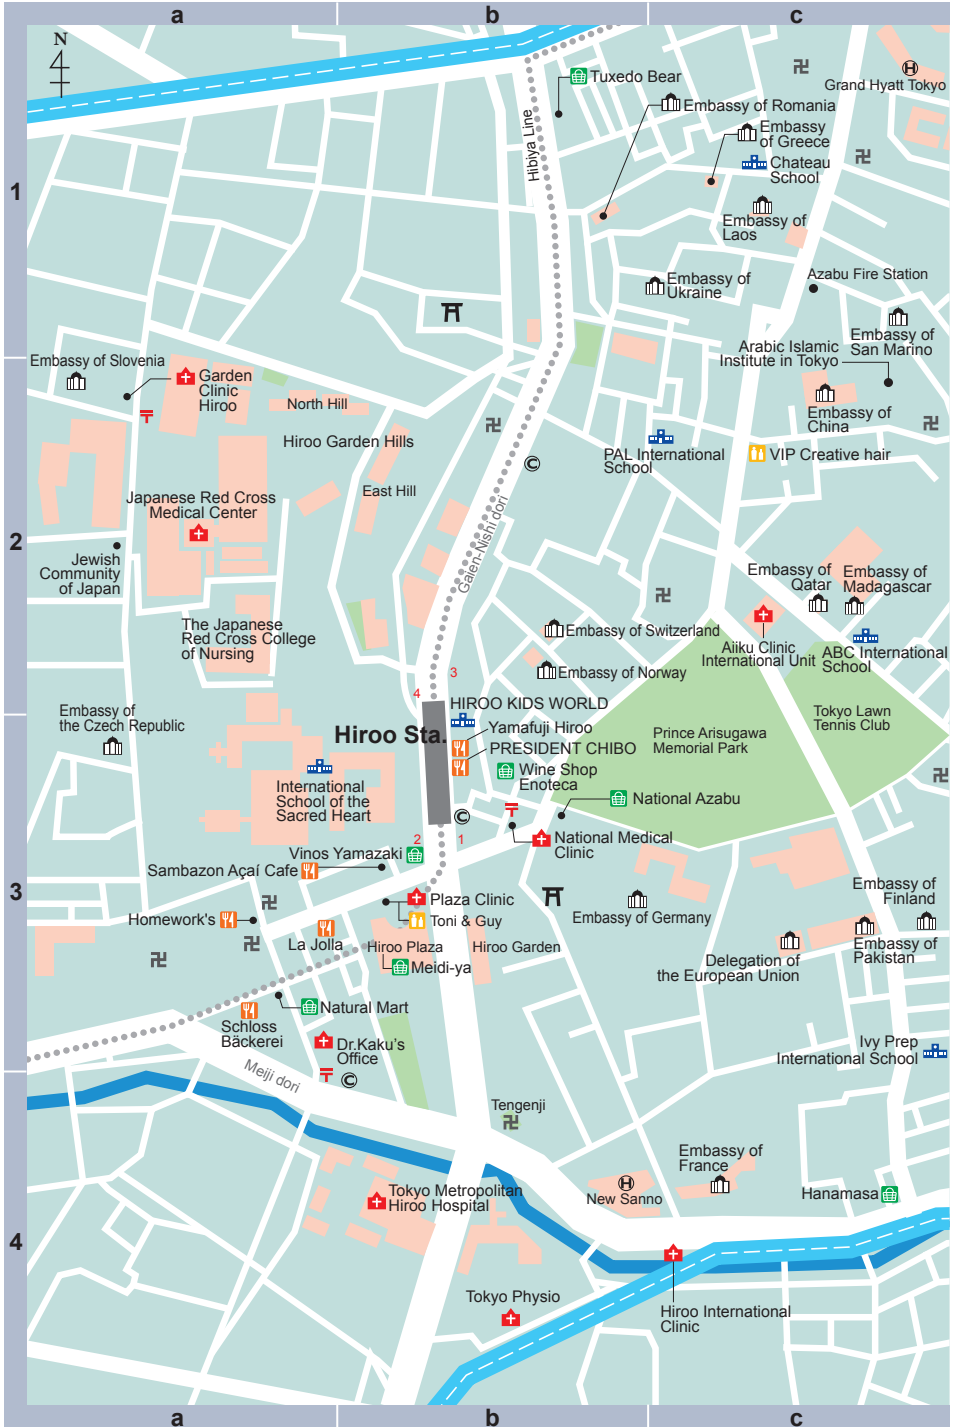 a
b
c
N
1
Tuxedo Bear
Grand Hyatt Tokyo
H
Embassy of Romania
Embassy
of Greece
Hibiya Line
Chateau
School
Embassy of
Laos
Embassy of
Ukraine
Azabu Fire Station
Embassy of
San Marino
Arabic Islamic
Institute in Tokyo
Embassy of Slovenia
Garden
Clinic
Hiroo
North Hill
Embassy of
China
Hiroo Garden Hills
PAL International
School
VIP Creative hair
C
East Hill
Japanese Red Cross
Medical Center
Gaien-Nishi dori
2
Jewish
Community
of Japan
Embassy of
Qatar
Embassy of
Madagascar
The Japanese
Red Cross College
of Nursing
Embassy of Switzerland
Aiiku Clinic
International Unit
ABC International
School
Embassy of Norway
3
4
HIROO KIDS WORLD
Embassy of
the Czech Republic
Hiroo Sta.
Yamafuji Hiroo
PRESIDENT CHIBO
Prince Arisugawa
Memorial Park
Tokyo Lawn
Tennis Club
Wine Shop
Enoteca
International
School of the
Sacred Heart
National Azabu
C
2
1
National Medical
Clinic
Vinos Yamazaki
Sambazon Açaí Cafe
3
Plaza Clinic
Toni & Guy
Homework's
La Jolla
Hiroo Plaza
Hiroo Garden
Meidi-ya
Embassy of Germany
Embassy of
Finland
Embassy of
Pakistan
Delegation of
the European Union
Natural Mart
Schloss
Bäckerei
Dr.Kaku's
Office
Ivy Prep
International School
Meiji dori
C
Tengenji
Embassy of
France
H
New Sanno
Hanamasa
Tokyo Metropolitan
Hiroo Hospital
4
Tokyo Physio
Hiroo International
Clinic
a
b
c